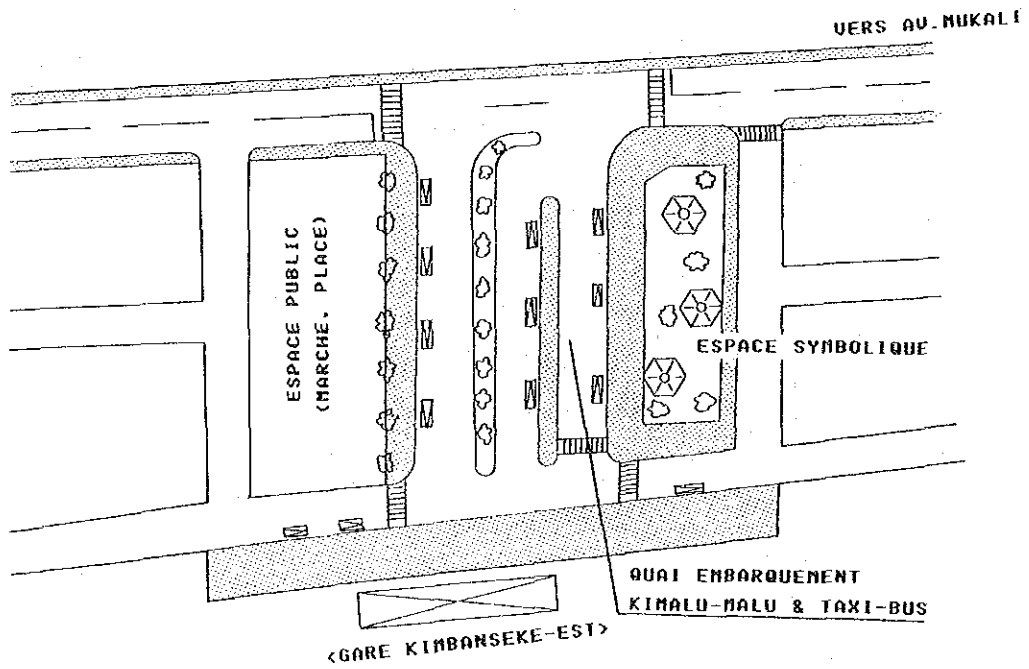 VERS AV.MUKALI
ESPACE PUBLIC
(MARCHE, PLACE)
ESPACE SYMBOLIQUE
QUAI EMBARQUEMENT
KIMALU-MALU & TAXI-BUS
<GARE KIMBANSEKE-EST>